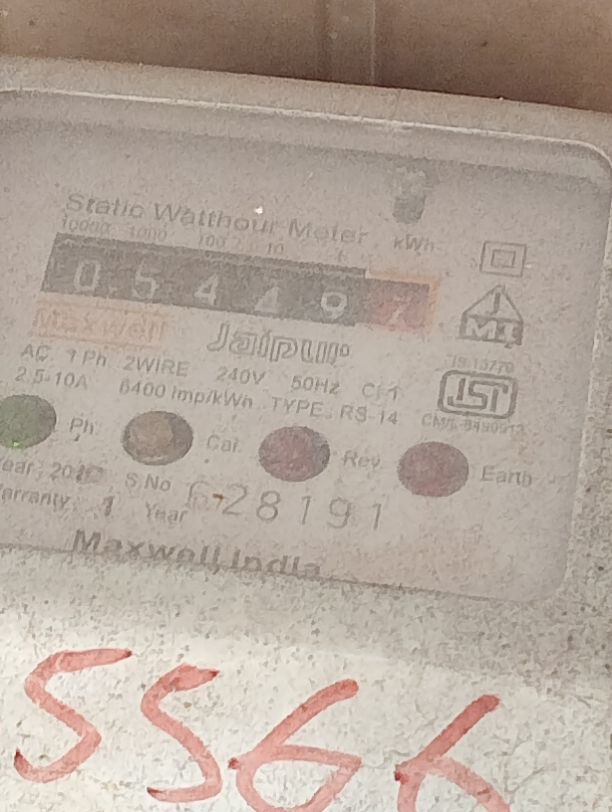 Static Watthour Meter
10000 1000 100 10 1 kWh
0 5 4 4 9 7
Maxwell
Jaipur
AC 1 Ph 2WIRE 240V 50Hz Cl-1
2.5-10A 6400 Imp/kWh TYPE: RS-14
IS 13779
ISI
Ph Cal Rev Earth
S.No 628191
Warranty 1 Year
Maxwell India
5566